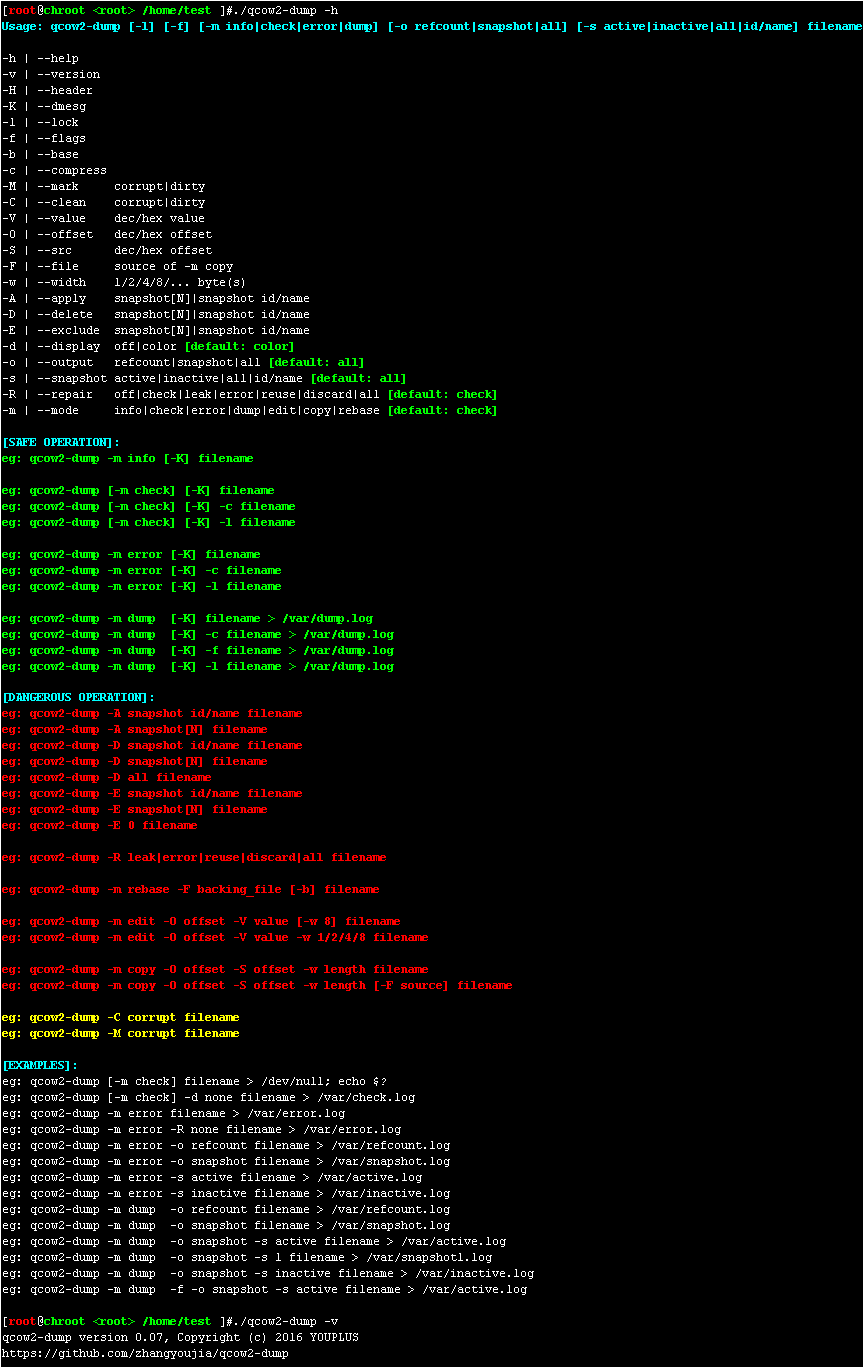 [root@chroot <root> /home/test ]#./qcow2-dump -h
Usage: qcow2-dump [-l] [-f] [-m info|check|error|dump] [-o refcount|snapshot|all] [-s active|inactive|all|id/name] filename
-h | --help
-v | --version
-H | --header
-K | --dmesg
-l | --lock
-f | --flags
-b | --base
-c | --compress
-M | --mark     corrupt|dirty
-C | --clean    corrupt|dirty
-V | --value    dec/hex value
-O | --offset   dec/hex offset
-S | --src      dec/hex offset
-F | --file     source of -m copy
-w | --width    1/2/4/8/... byte(s)
-A | --apply    snapshot[N]|snapshot id/name
-D | --delete   snapshot[N]|snapshot id/name
-E | --exclude  snapshot[N]|snapshot id/name
-d | --display  off|color [default: color]
-o | --output   refcount|snapshot|all [default: all]
-s | --snapshot active|inactive|all|id/name [default: all]
-R | --repair   off|check|leak|error|reuse|discard|all [default: check]
-m | --mode     info|check|error|dump|edit|copy|rebase [default: check]
[SAFE OPERATION]:
eg: qcow2-dump -m info [-K] filename
eg: qcow2-dump [-m check] [-K] filename
eg: qcow2-dump [-m check] [-K] -c filename
eg: qcow2-dump [-m check] [-K] -l filename
eg: qcow2-dump -m error [-K] filename
eg: qcow2-dump -m error [-K] -c filename
eg: qcow2-dump -m error [-K] -l filename
eg: qcow2-dump -m dump  [-K] filename > /var/dump.log
eg: qcow2-dump -m dump  [-K] -c filename > /var/dump.log
eg: qcow2-dump -m dump  [-K] -f filename > /var/dump.log
eg: qcow2-dump -m dump  [-K] -l filename > /var/dump.log
[DANGEROUS OPERATION]:
eg: qcow2-dump -A snapshot id/name filename
eg: qcow2-dump -A snapshot[N] filename
eg: qcow2-dump -D snapshot id/name filename
eg: qcow2-dump -D snapshot[N] filename
eg: qcow2-dump -D all filename
eg: qcow2-dump -E snapshot id/name filename
eg: qcow2-dump -E snapshot[N] filename
eg: qcow2-dump -E 0 filename
eg: qcow2-dump -R leak|error|reuse|discard|all filename
eg: qcow2-dump -m rebase -F backing_file [-b] filename
eg: qcow2-dump -m edit -O offset -V value [-w 8] filename
eg: qcow2-dump -m edit -O offset -V value -w 1/2/4/8 filename
eg: qcow2-dump -m copy -O offset -S offset -w length filename
eg: qcow2-dump -m copy -O offset -S offset -w length [-F source] filename
eg: qcow2-dump -C corrupt filename
eg: qcow2-dump -M corrupt filename
[EXAMPLES]:
eg: qcow2-dump [-m check] filename > /dev/null; echo $?
eg: qcow2-dump [-m check] -d none filename > /var/check.log
eg: qcow2-dump -m error filename > /var/error.log
eg: qcow2-dump -m error -R none filename > /var/error.log
eg: qcow2-dump -m error -o refcount filename > /var/refcount.log
eg: qcow2-dump -m error -o snapshot filename > /var/snapshot.log
eg: qcow2-dump -m error -s active filename > /var/active.log
eg: qcow2-dump -m error -s inactive filename > /var/inactive.log
eg: qcow2-dump -m dump  -o refcount filename > /var/refcount.log
eg: qcow2-dump -m dump  -o snapshot filename > /var/snapshot.log
eg: qcow2-dump -m dump  -o snapshot -s active filename > /var/active.log
eg: qcow2-dump -m dump  -o snapshot -s 1 filename > /var/snapshot1.log
eg: qcow2-dump -m dump  -o snapshot -s inactive filename > /var/inactive.log
eg: qcow2-dump -m dump  -f -o snapshot -s active filename > /var/active.log
[root@chroot <root> /home/test ]#./qcow2-dump -v
qcow2-dump version 0.07, Copyright (c) 2016 YOUPLUS
https://github.com/zhangyoujia/qcow2-dump